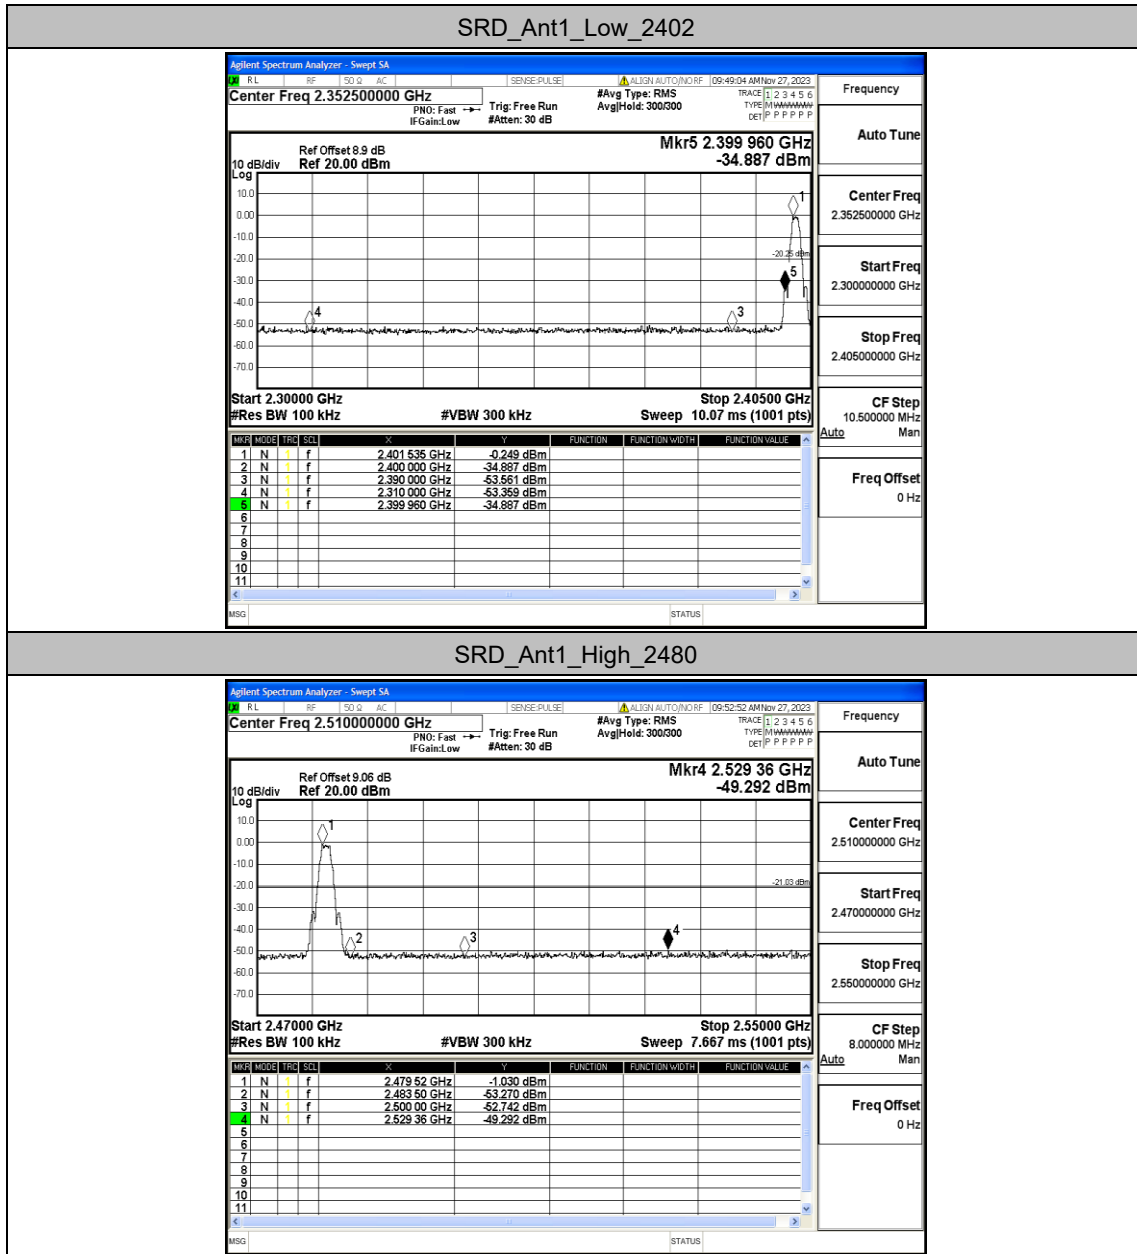 SRD_Ant1_Low_2402
Agilent Spectrum Analyzer - Swept SA
RL RF 50 Ω AC SENSE:PULSE ALIGN AUTO/NO RF 09:49:04 AM Nov 27, 2023
Center Freq 2.352500000 GHz
PNO: Fast
IFGain:Low
Trig: Free Run
#Atten: 30 dB
#Avg Type: RMS
Avg|Hold: 300/300
TRACE 1 2 3 4 5 6
TYPE M
DET P P P P P P
Mkr5 2.399 960 GHz
-34.887 dBm
Ref Offset 8.9 dB
10 dB/div Ref 20.00 dBm
Log
10.0
0.00
-10.0
-20.0
-30.0
-40.0
-50.0
-60.0
-70.0
1
-20.25 dBm
5
4
3
Start 2.30000 GHz Stop 2.40500 GHz
#Res BW 100 kHz #VBW 300 kHz Sweep 10.07 ms (1001 pts)
MKR MODE TRC SCL X Y FUNCTION FUNCTION WIDTH FUNCTION VALUE
1 N 1 f 2.401 535 GHz -0.249 dBm
2 N 1 f 2.400 000 GHz -34.887 dBm
3 N 1 f 2.390 000 GHz -53.561 dBm
4 N 1 f 2.310 000 GHz -53.359 dBm
5 N 1 f 2.399 960 GHz -34.887 dBm
6
7
8
9
10
11
MSG STATUS
Frequency
Auto Tune
Center Freq
2.352500000 GHz
Start Freq
2.300000000 GHz
Stop Freq
2.405000000 GHz
CF Step
10.500000 MHz
Auto Man
Freq Offset
0 Hz
SRD_Ant1_High_2480
Agilent Spectrum Analyzer - Swept SA
RL RF 50 Ω AC SENSE:PULSE ALIGN AUTO/NO RF 09:52:52 AM Nov 27, 2023
Center Freq 2.510000000 GHz
PNO: Fast
IFGain:Low
Trig: Free Run
#Atten: 30 dB
#Avg Type: RMS
Avg|Hold: 300/300
TRACE 1 2 3 4 5 6
TYPE M
DET P P P P P P
Mkr4 2.529 36 GHz
-49.292 dBm
Ref Offset 9.06 dB
10 dB/div Ref 20.00 dBm
Log
10.0
0.00
-10.0
-20.0
-30.0
-40.0
-50.0
-60.0
-70.0
1
-21.03 dBm
2
3
4
Start 2.47000 GHz Stop 2.55000 GHz
#Res BW 100 kHz #VBW 300 kHz Sweep 7.667 ms (1001 pts)
MKR MODE TRC SCL X Y FUNCTION FUNCTION WIDTH FUNCTION VALUE
1 N 1 f 2.479 52 GHz -1.030 dBm
2 N 1 f 2.483 50 GHz -53.270 dBm
3 N 1 f 2.500 00 GHz -52.742 dBm
4 N 1 f 2.529 36 GHz -49.292 dBm
5
6
7
8
9
10
11
MSG STATUS
Frequency
Auto Tune
Center Freq
2.510000000 GHz
Start Freq
2.470000000 GHz
Stop Freq
2.550000000 GHz
CF Step
8.000000 MHz
Auto Man
Freq Offset
0 Hz